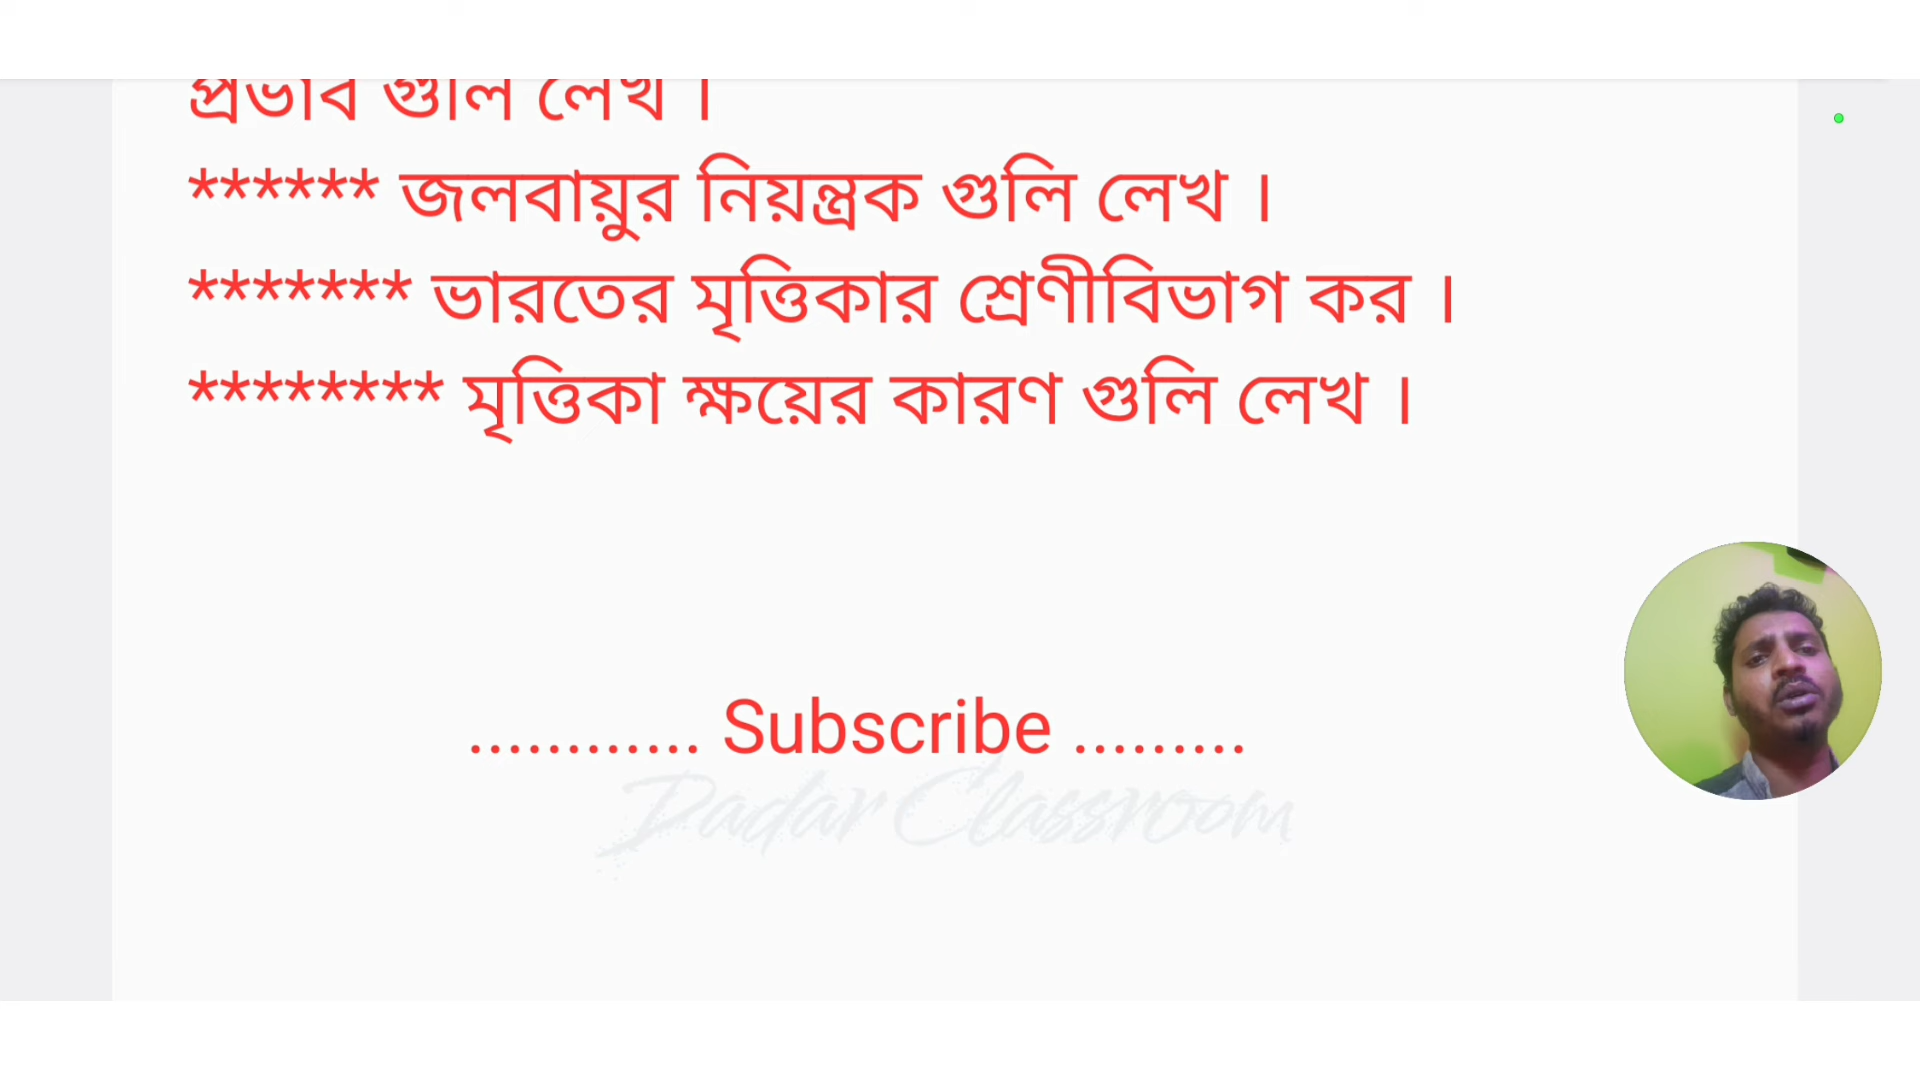 প্রভাব গুলি লেখ ।
****** জলবায়ুর নিয়ন্ত্রক গুলি লেখ ।
******* ভারতের মৃত্তিকার শ্রেণীবিভাগ কর ।
******** মৃত্তিকা ক্ষয়ের কারণ গুলি লেখ ।
............ Subscribe .........
Dadar Classroom